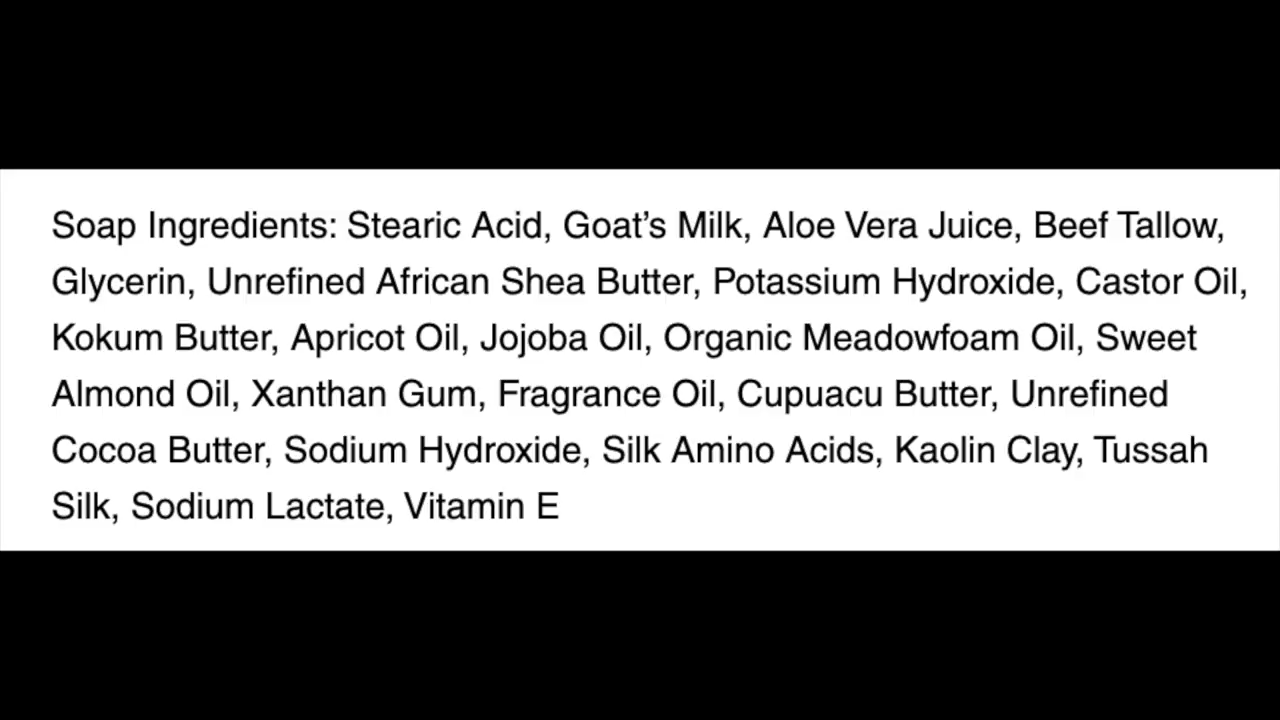 Soap Ingredients: Stearic Acid, Goat’s Milk, Aloe Vera Juice, Beef Tallow,
Glycerin, Unrefined African Shea Butter, Potassium Hydroxide, Castor Oil,
Kokum Butter, Apricot Oil, Jojoba Oil, Organic Meadowfoam Oil, Sweet
Almond Oil, Xanthan Gum, Fragrance Oil, Cupuacu Butter, Unrefined
Cocoa Butter, Sodium Hydroxide, Silk Amino Acids, Kaolin Clay, Tussah
Silk, Sodium Lactate, Vitamin E